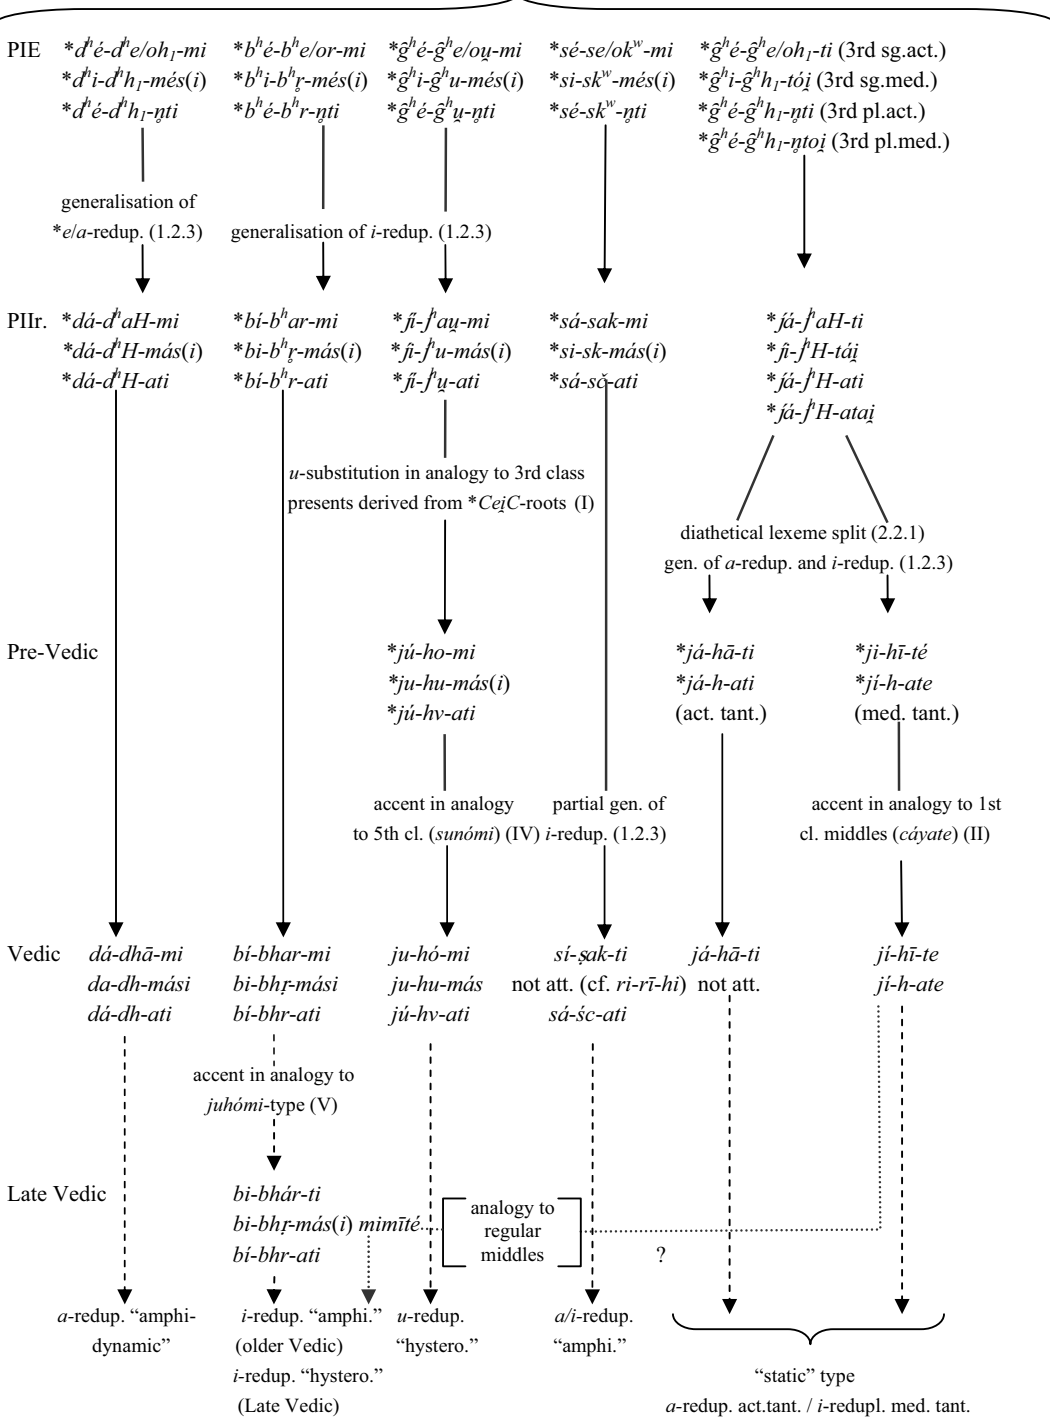 PIE *dʰé-dʰe/oh₁-mi *bʰé-bʰe/or-mi *ĝʰé-ĝʰe/ou̯-mi *sé-se/okʷ-mi *ĝʰé-ĝʰe/oh₁-ti (3rd sg.act.)
*dʰi-dʰh₁-més(i) *bʰi-bʰr̥-més(i) *ĝʰi-ĝʰu-més(i) *si-skʷ-més(i) *ĝʰi-ĝʰh₁-tói̯ (3rd sg.med.)
*dʰé-dʰh₁-n̥ti *bʰé-bʰr-n̥ti *ĝʰé-ĝʰu̯-n̥ti *sé-skʷ-n̥ti *ĝʰé-ĝʰh₁-n̥ti (3rd pl.act.)
*ĝʰé-ĝʰh₁-n̥toi̯ (3rd pl.med.)
generalisation of
*e/a-redup. (1.2.3) generalisation of i-redup. (1.2.3)
PIIr. *dá-dʰaH-mi *bí-bʰar-mi *ȷ́í-ȷ́ʰau̯-mi *sá-sak-mi *ȷ́á-ȷ́ʰaH-ti
*dá-dʰH-más(i) *bi-bʰr̥-más(i) *ȷ́i-ȷ́ʰu-más(i) *si-sk-más(i) *ȷ́i-ȷ́ʰH-tái̯
*dá-dʰH-ati *bí-bʰr-ati *ȷ́í-ȷ́ʰu̯-ati *sá-sč-ati *ȷ́á-ȷ́ʰH-ati
*ȷ́á-ȷ́ʰH-atai̯
u-substitution in analogy to 3rd class
presents derived from *Cei̯C-roots (I)
diathetical lexeme split (2.2.1)
gen. of a-redup. and i-redup. (1.2.3)
Pre-Vedic *jú-ho-mi *já-hā-ti *ji-hī-té
*ju-hu-más(i) *já-h-ati *jí-h-ate
*jú-hv-ati (act. tant.) (med. tant.)
accent in analogy partial gen. of accent in analogy to 1st
to 5th cl. (sunómi) (IV) i-redup. (1.2.3) cl. middles (cáyate) (II)
Vedic dá-dhā-mi bí-bhar-mi ju-hó-mi sí-ṣak-ti já-hā-ti jí-hī-te
da-dh-mási bi-bhr̥-mási ju-hu-más not att. (cf. ri-rī-hi) not att. jí-h-ate
dá-dh-ati bí-bhr-ati jú-hv-ati sá-śc-ati
accent in analogy to
juhómi-type (V)
Late Vedic bi-bhár-ti
bi-bhr̥-más(i) mimīté
bí-bhr-ati
analogy to
regular
middles
?
a-redup. “amphi- i-redup. “amphi.” u-redup. a/i-redup.
dynamic” (older Vedic) “hystero.” “amphi.”
i-redup. “hystero.” “static” type
(Late Vedic) a-redup. act.tant. / i-redupl. med. tant.